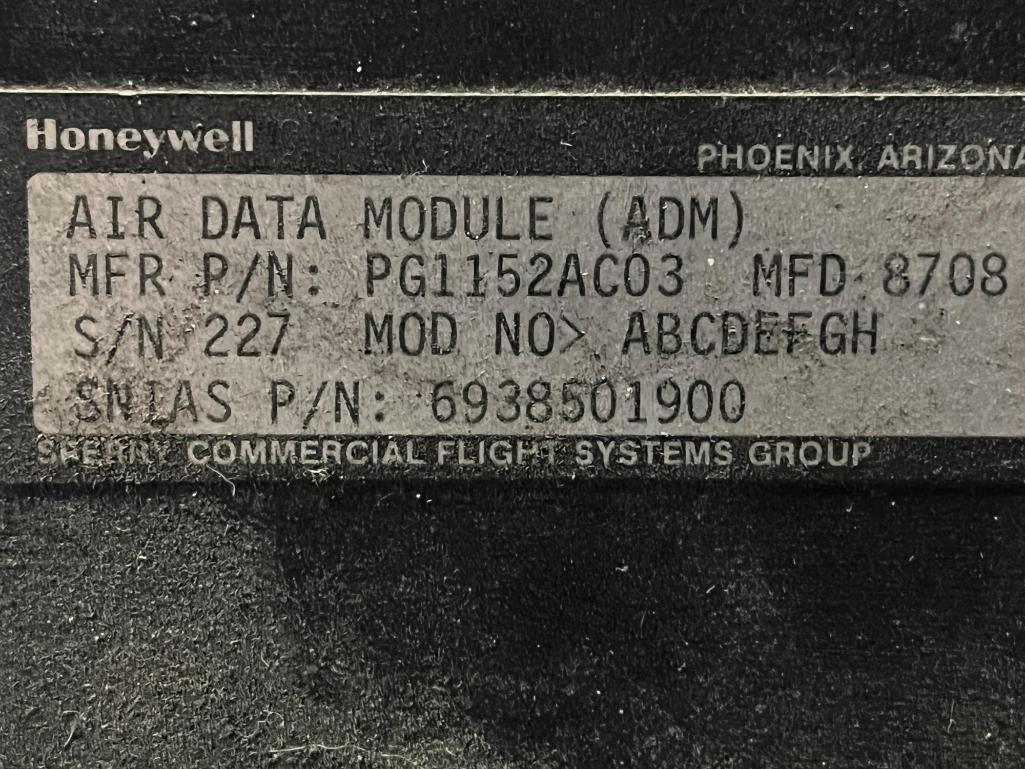 Honeywell
PHOENIX, ARIZONA
AIR DATA MODULE (ADM)
MFR P/N: PG1152AC03 MFD 8708
S/N 227 MOD NO> ABCDEFGH
SNIAS P/N: 6938501900
SPERRY COMMERCIAL FLIGHT SYSTEMS GROUP